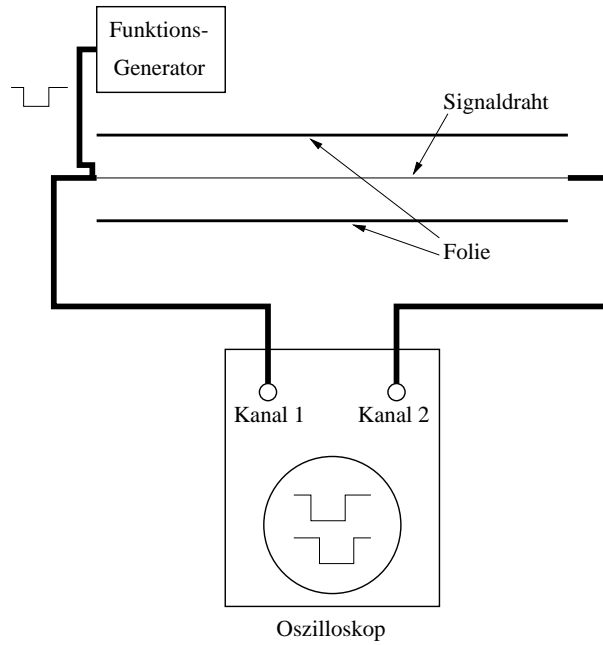 Funktions-
Generator
Signaldraht
Folie
Kanal 1
Kanal 2
Oszilloskop